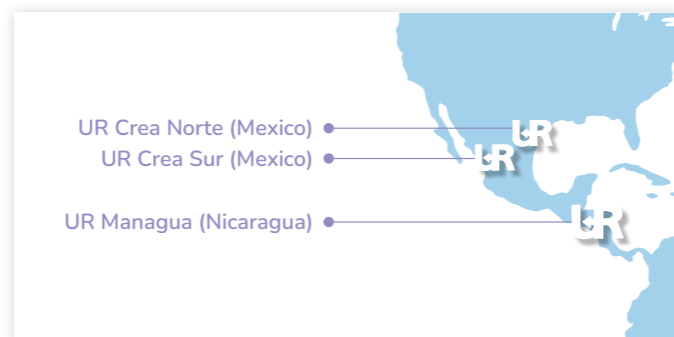 UR Crea Norte (Mexico)
UR
UR Crea Sur (Mexico)
UR
UR Managua (Nicaragua)
UR